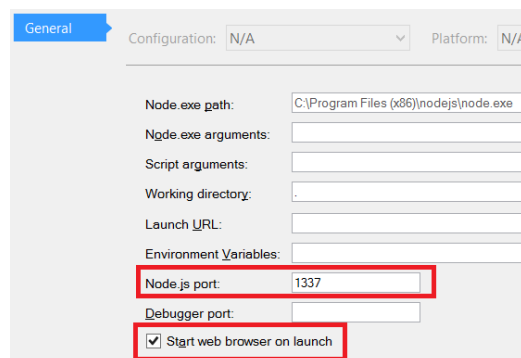 General
Configuration: N/A Platform: N/A
Node.exe path: C:\Program Files (x86)\nodejs\node.exe
Node.exe arguments:
Script arguments:
Working directory: .
Launch URL:
Environment Variables:
Node.js port: 1337
Debugger port:
Start web browser on launch